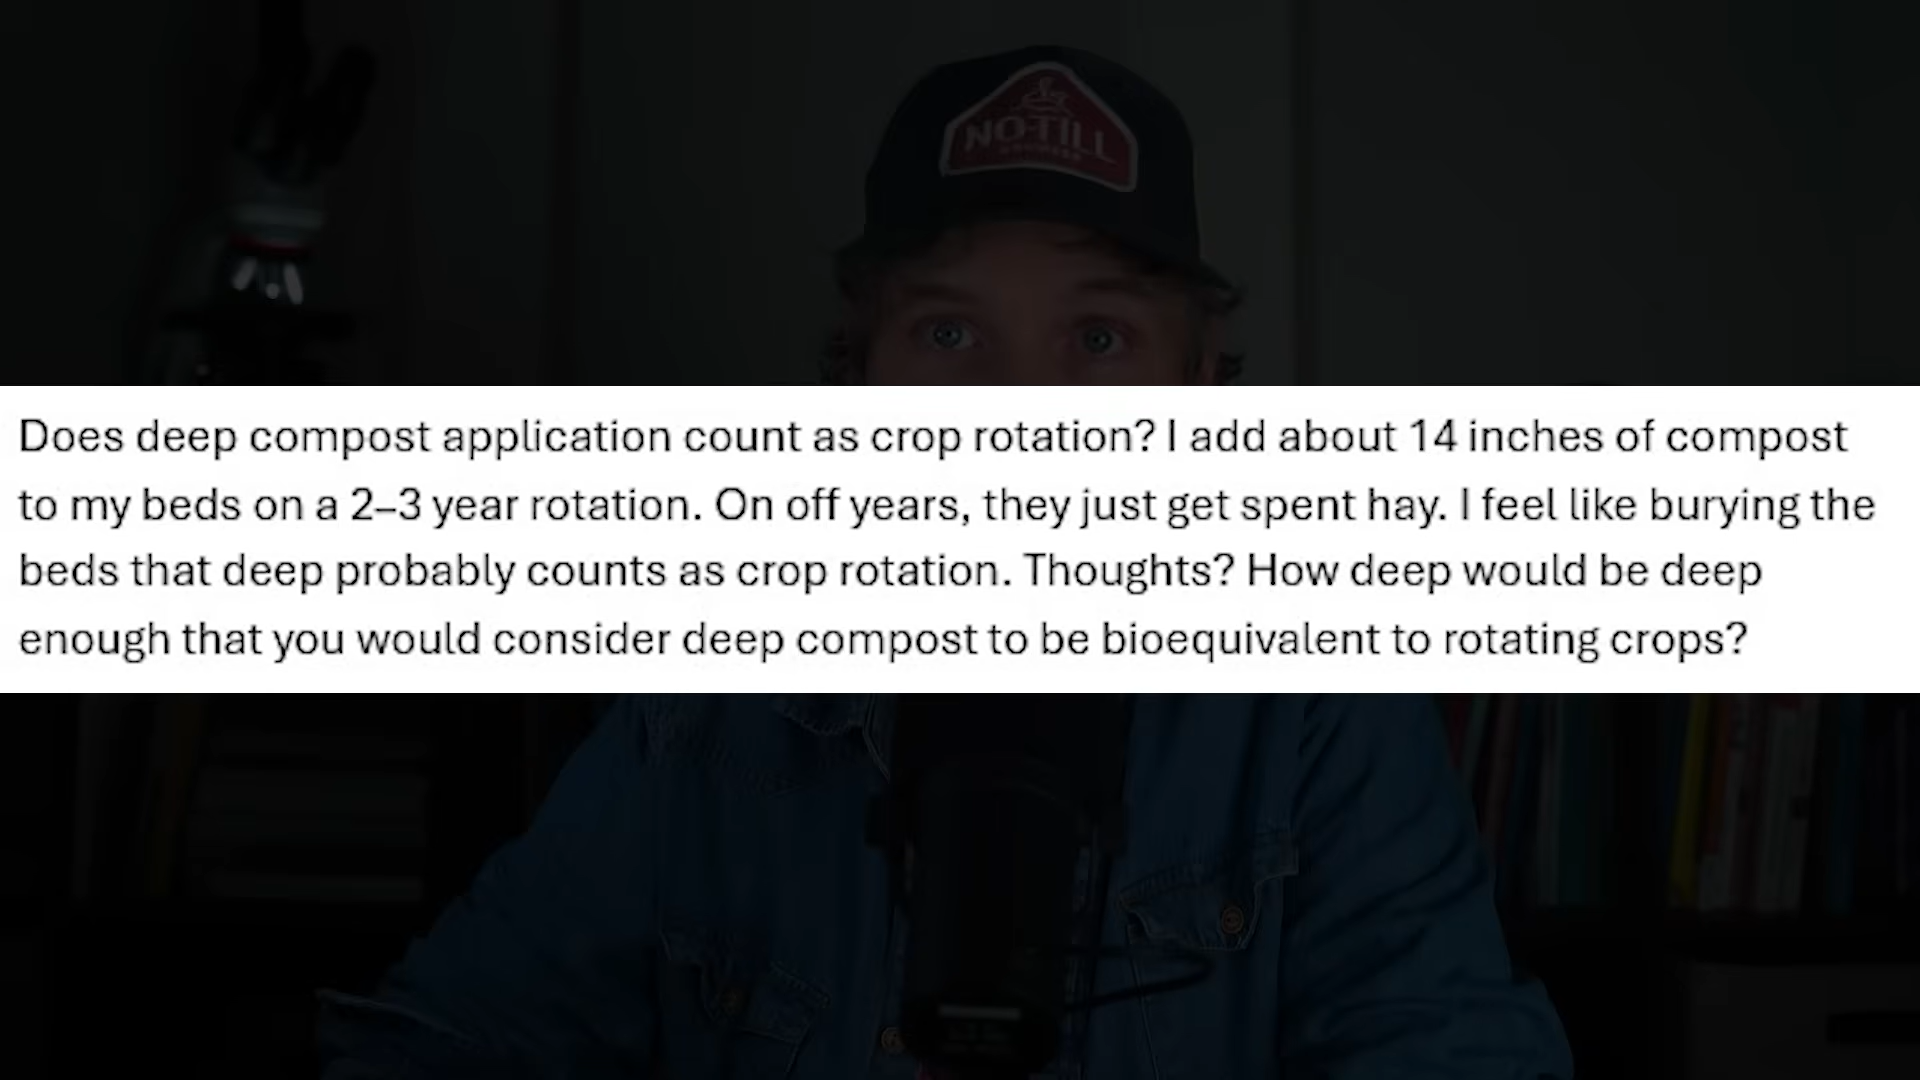 NO-TILL
GROWERS
Does deep compost application count as crop rotation? I add about 14 inches of compost
to my beds on a 2–3 year rotation. On off years, they just get spent hay. I feel like burying the
beds that deep probably counts as crop rotation. Thoughts? How deep would be deep
enough that you would consider deep compost to be bioequivalent to rotating crops?